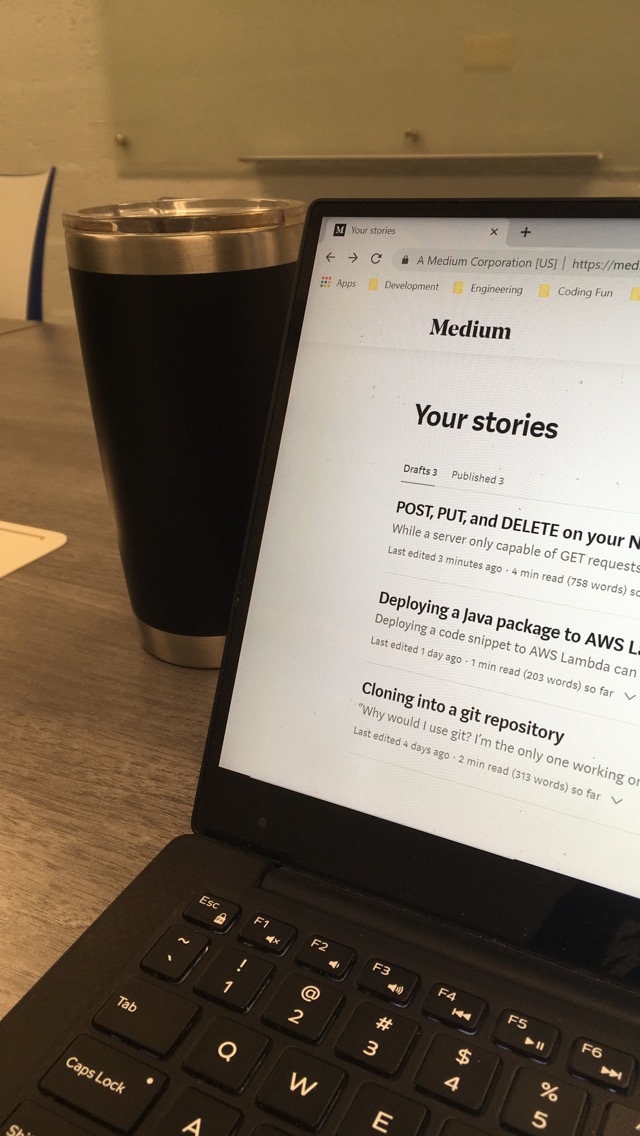 M Your stories
A Medium Corporation [US] | https://med
Apps Development Engineering Coding Fun
Medium
Your stories
Drafts 3 Published 3
POST, PUT, and DELETE on your N
While a server only capable of GET requests
Last edited 3 minutes ago · 4 min read (758 words) so
Deploying a Java package to AWS La
Deploying a code snippet to AWS Lambda can
Last edited 1 day ago · 1 min read (203 words) so far
Cloning into a git repository
"Why would I use git? I'm the only one working or
Last edited 4 days ago · 2 min read (313 words) so far
Esc F1 F2 F3 F4 F5 F6
~ ! @ # $ %
` 1 2 3 4 5
Tab Q W E
Caps Lock A
Shi